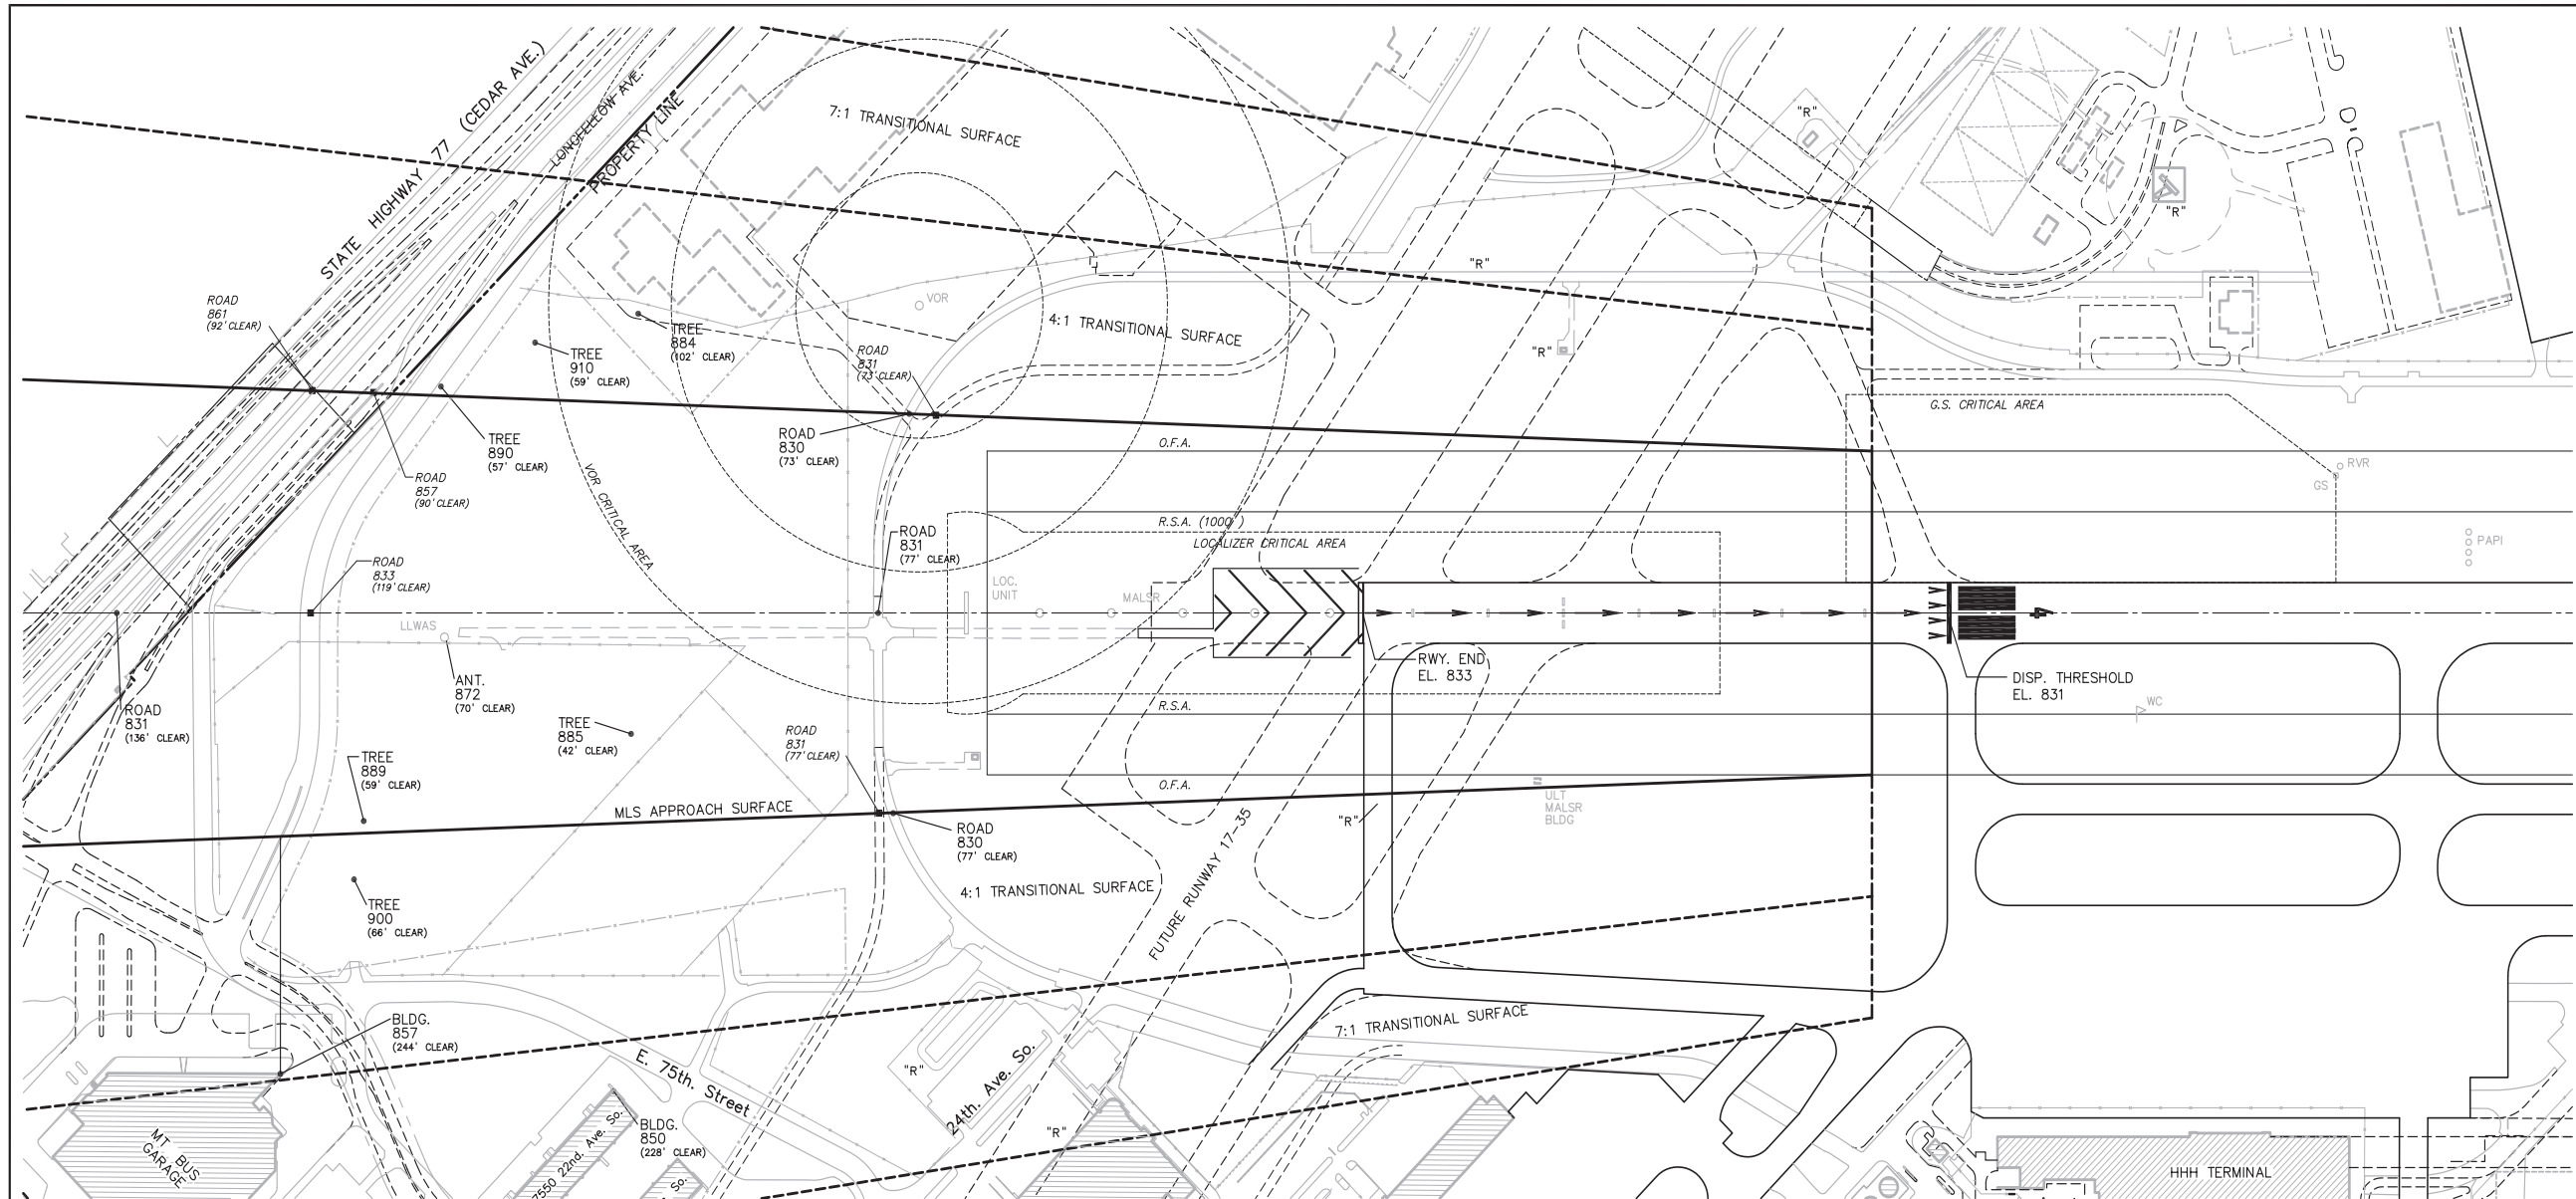 STATE HIGHWAY 77 (CEDAR AVE.)
LONGFELLOW AVE.
PROPERTY LINE
7:1 TRANSITIONAL SURFACE
"R"
D.C.
"R"
"R"
ROAD
861
(92' CLEAR)
TREE
884
(102' CLEAR)
TREE
910
(59' CLEAR)
VOR
4:1 TRANSITIONAL SURFACE
"R"
ROAD
831
(73' CLEAR)
TREE
890
(57' CLEAR)
ROAD
857
(90' CLEAR)
VOR CRITICAL AREA
ROAD
830
(73' CLEAR)
O.F.A.
G.S. CRITICAL AREA
RVR
GS
R.S.A. (1000')
LOCALIZER CRITICAL AREA
PAPI
ROAD
831
(77' CLEAR)
ROAD
833
(119' CLEAR)
LOC.
UNIT
MALSR
4
LLWAS
ANT.
872
(70' CLEAR)
RWY. END
EL. 833
DISP. THRESHOLD
EL. 831
WC
ROAD
831
(136' CLEAR)
TREE
885
(42' CLEAR)
ROAD
831
(77' CLEAR)
R.S.A.
TREE
889
(59' CLEAR)
O.F.A.
MLS APPROACH SURFACE
ULT
MALSR
BLDG
"R"
ROAD
830
(77' CLEAR)
4:1 TRANSITIONAL SURFACE
FUTURE RUNWAY 17-35
TREE
900
(66' CLEAR)
BLDG.
857
(244' CLEAR)
7:1 TRANSITIONAL SURFACE
E. 75th. Street
"R"
24th. Ave. So.
"R"
BLDG.
850
(228' CLEAR)
7550 22nd. Ave. So.
So.
MT BUS
GARAGE
HHH TERMINAL